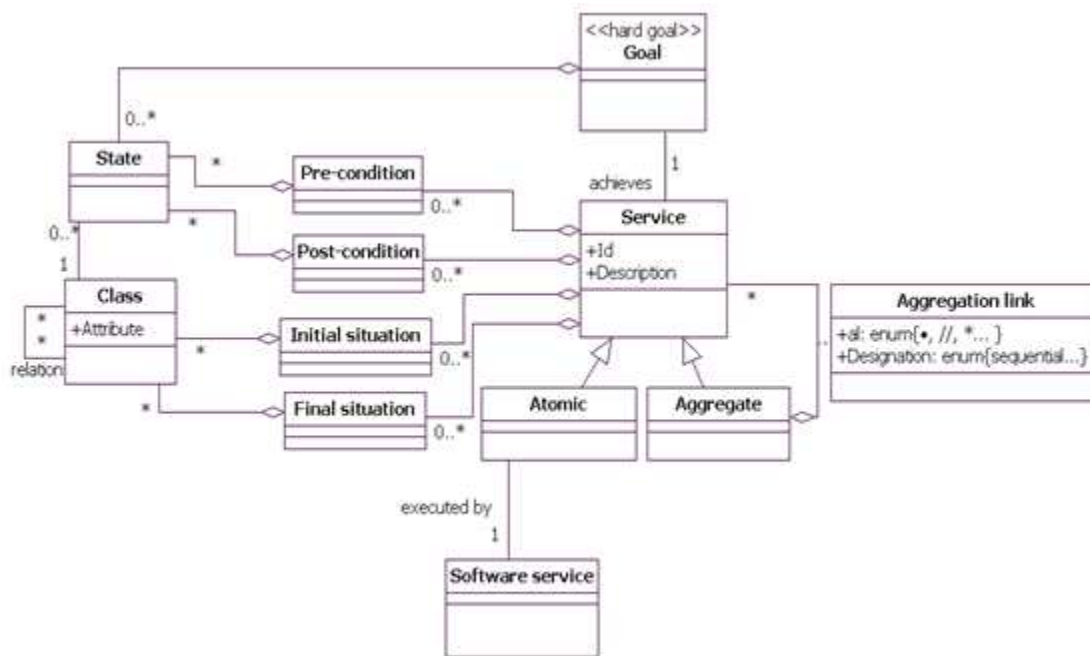 <<hard goal>>
Goal
0..*
State
*
Pre-condition
0..*
achieves
1
Service
+Id
+Description
*
Post-condition
0..*
0..*
1
Class
+Attribute
*
*
relation
*
Initial situation
0..*
*
Final situation
0..*
*
Aggregation link
+al: enum{•, //, *... }
+Designation: enum{sequential...}
Atomic
Aggregate
executed by
1
Software service